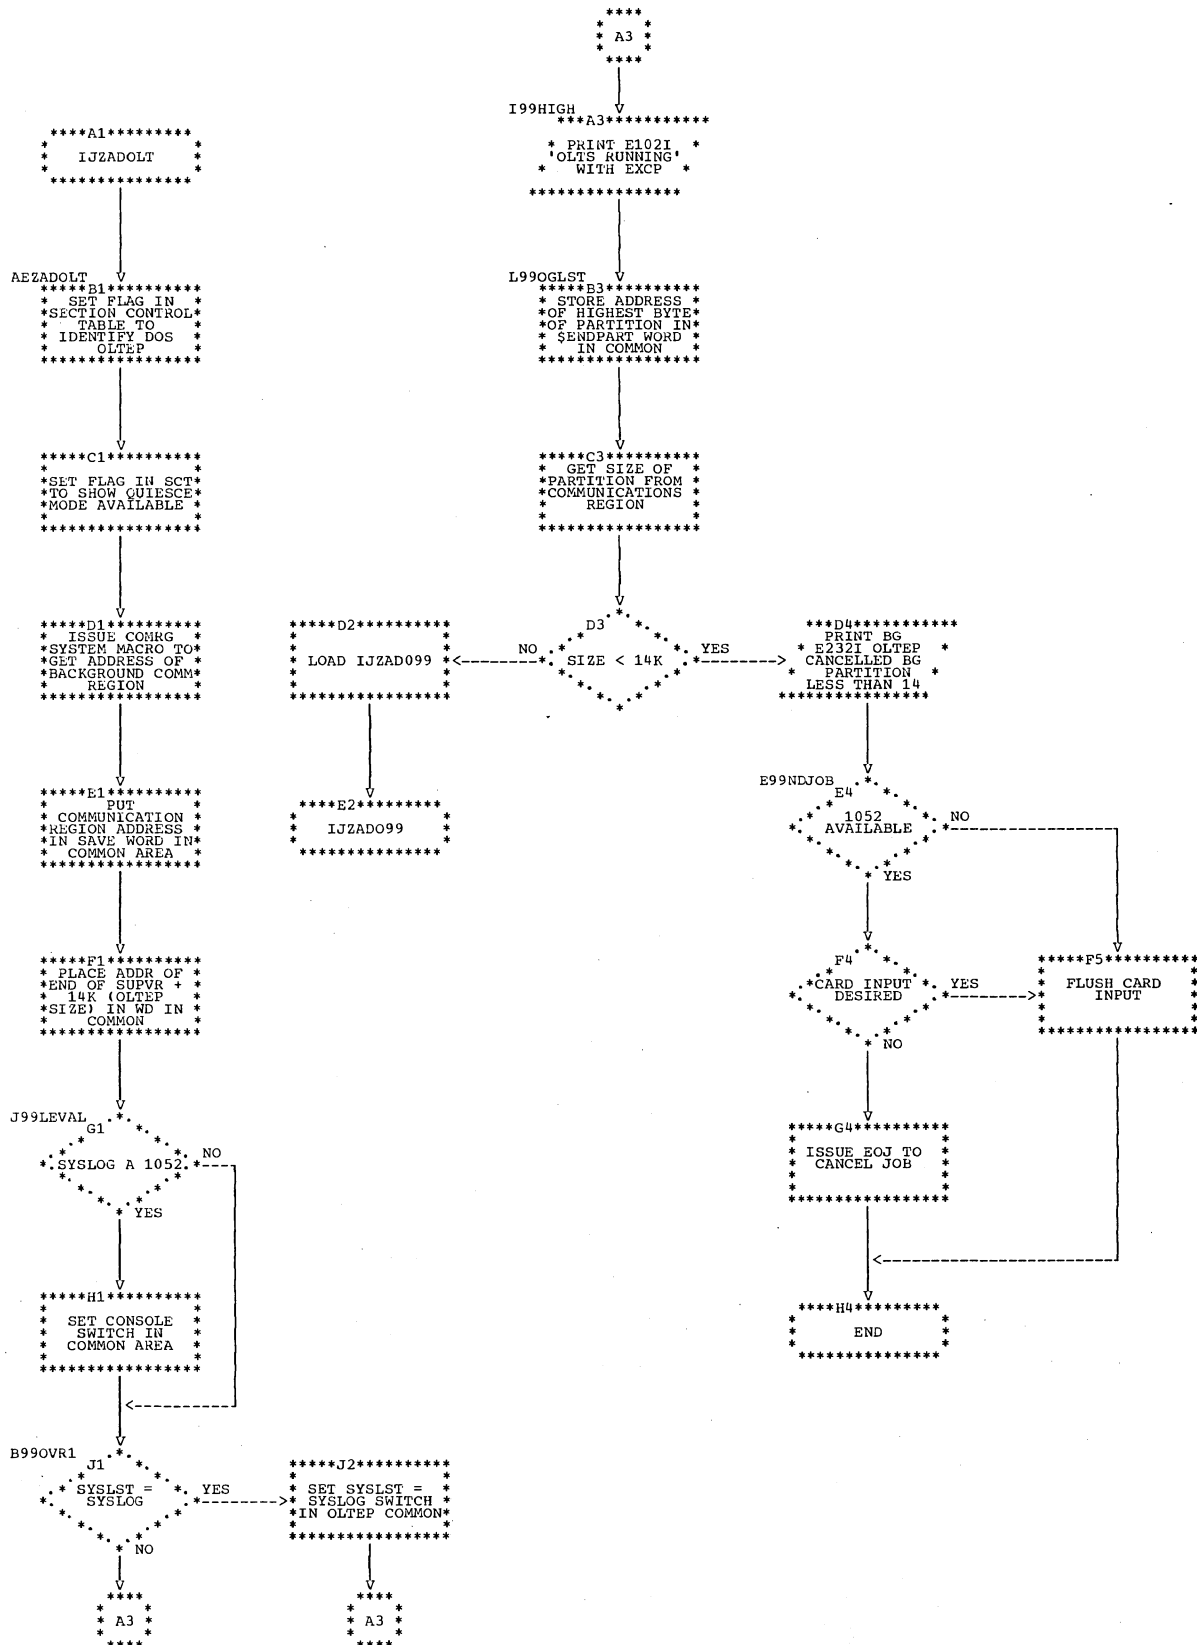 A3
I99HIGH
A3
PRINT E102I
'OLTS RUNNING'
WITH EXCP
A1
IJZADOLT
AEZADOLT
B1
SET FLAG IN
SECTION CONTROL
TABLE TO
IDENTIFY DOS
OLTEP
L99OGLST
B3
STORE ADDRESS
OF HIGHEST BYTE
OF PARTITION IN
$ENDPART WORD
IN COMMON
C1
SET FLAG IN SCT
TO SHOW QUIESCE
MODE AVAILABLE
C3
GET SIZE OF
PARTITION FROM
COMMUNICATIONS
REGION
D1
ISSUE COMRG
SYSTEM MACRO TO
GET ADDRESS OF
BACKGROUND COMM
REGION
D2
LOAD IJZADO99
NO
D3
SIZE < 14K
YES
D4
PRINT BG
E232I OLTEP
CANCELLED BG
PARTITION
LESS THAN 14
E1
PUT
COMMUNICATION
REGION ADDRESS
IN SAVE WORD IN
COMMON AREA
E2
IJZADO99
E99NDJOB
E4
1052
AVAILABLE
NO
YES
F1
PLACE ADDR OF
END OF SUPVR +
14K (OLTEP
SIZE) IN WD IN
COMMON
F4
CARD INPUT
DESIRED
YES
NO
F5
FLUSH CARD
INPUT
J99LEVAL
G1
SYSLOG A 1052
NO
YES
G4
ISSUE EOJ TO
CANCEL JOB
H1
SET CONSOLE
SWITCH IN
COMMON AREA
H4
END
B99OVR1
J1
SYSLST =
SYSLOG
YES
NO
J2
SET SYSLST =
SYSLOG SWITCH
IN OLTEP COMMON
A3
A3